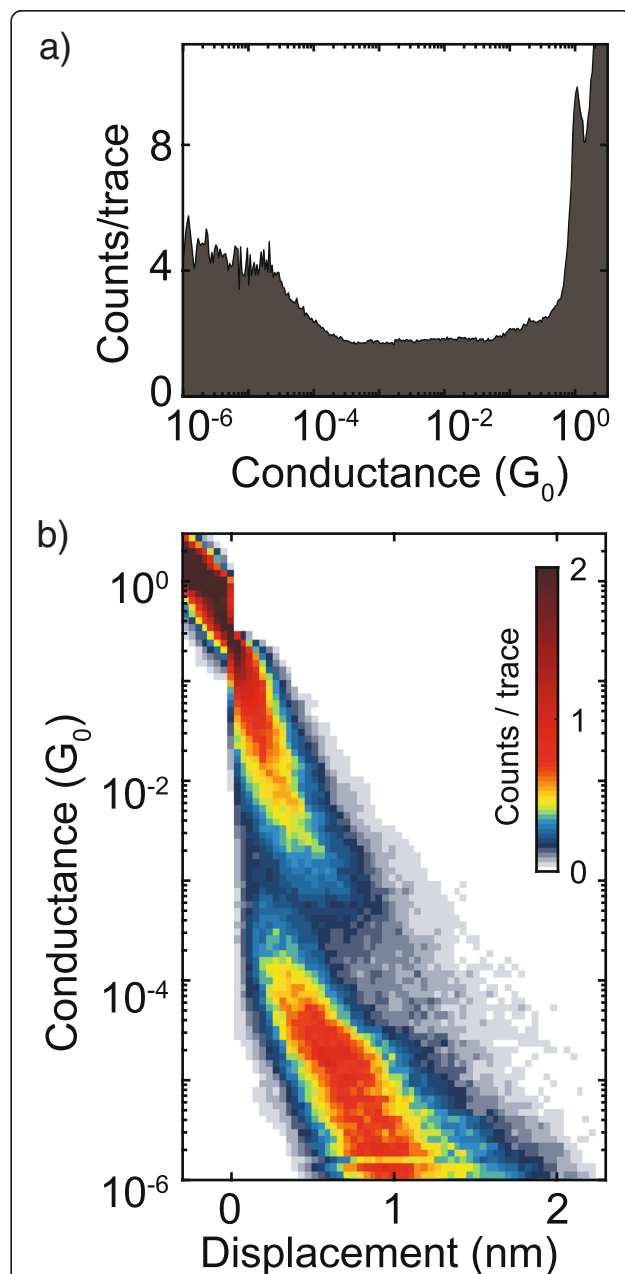 a)
Counts/trace
8
4
0
10⁻⁶
10⁻⁴
10⁻²
10⁰
Conductance (G₀)
b)
Conductance (G₀)
10⁰
10⁻²
10⁻⁴
10⁻⁶
Counts / trace
2
1
0
0
1
2
Displacement (nm)